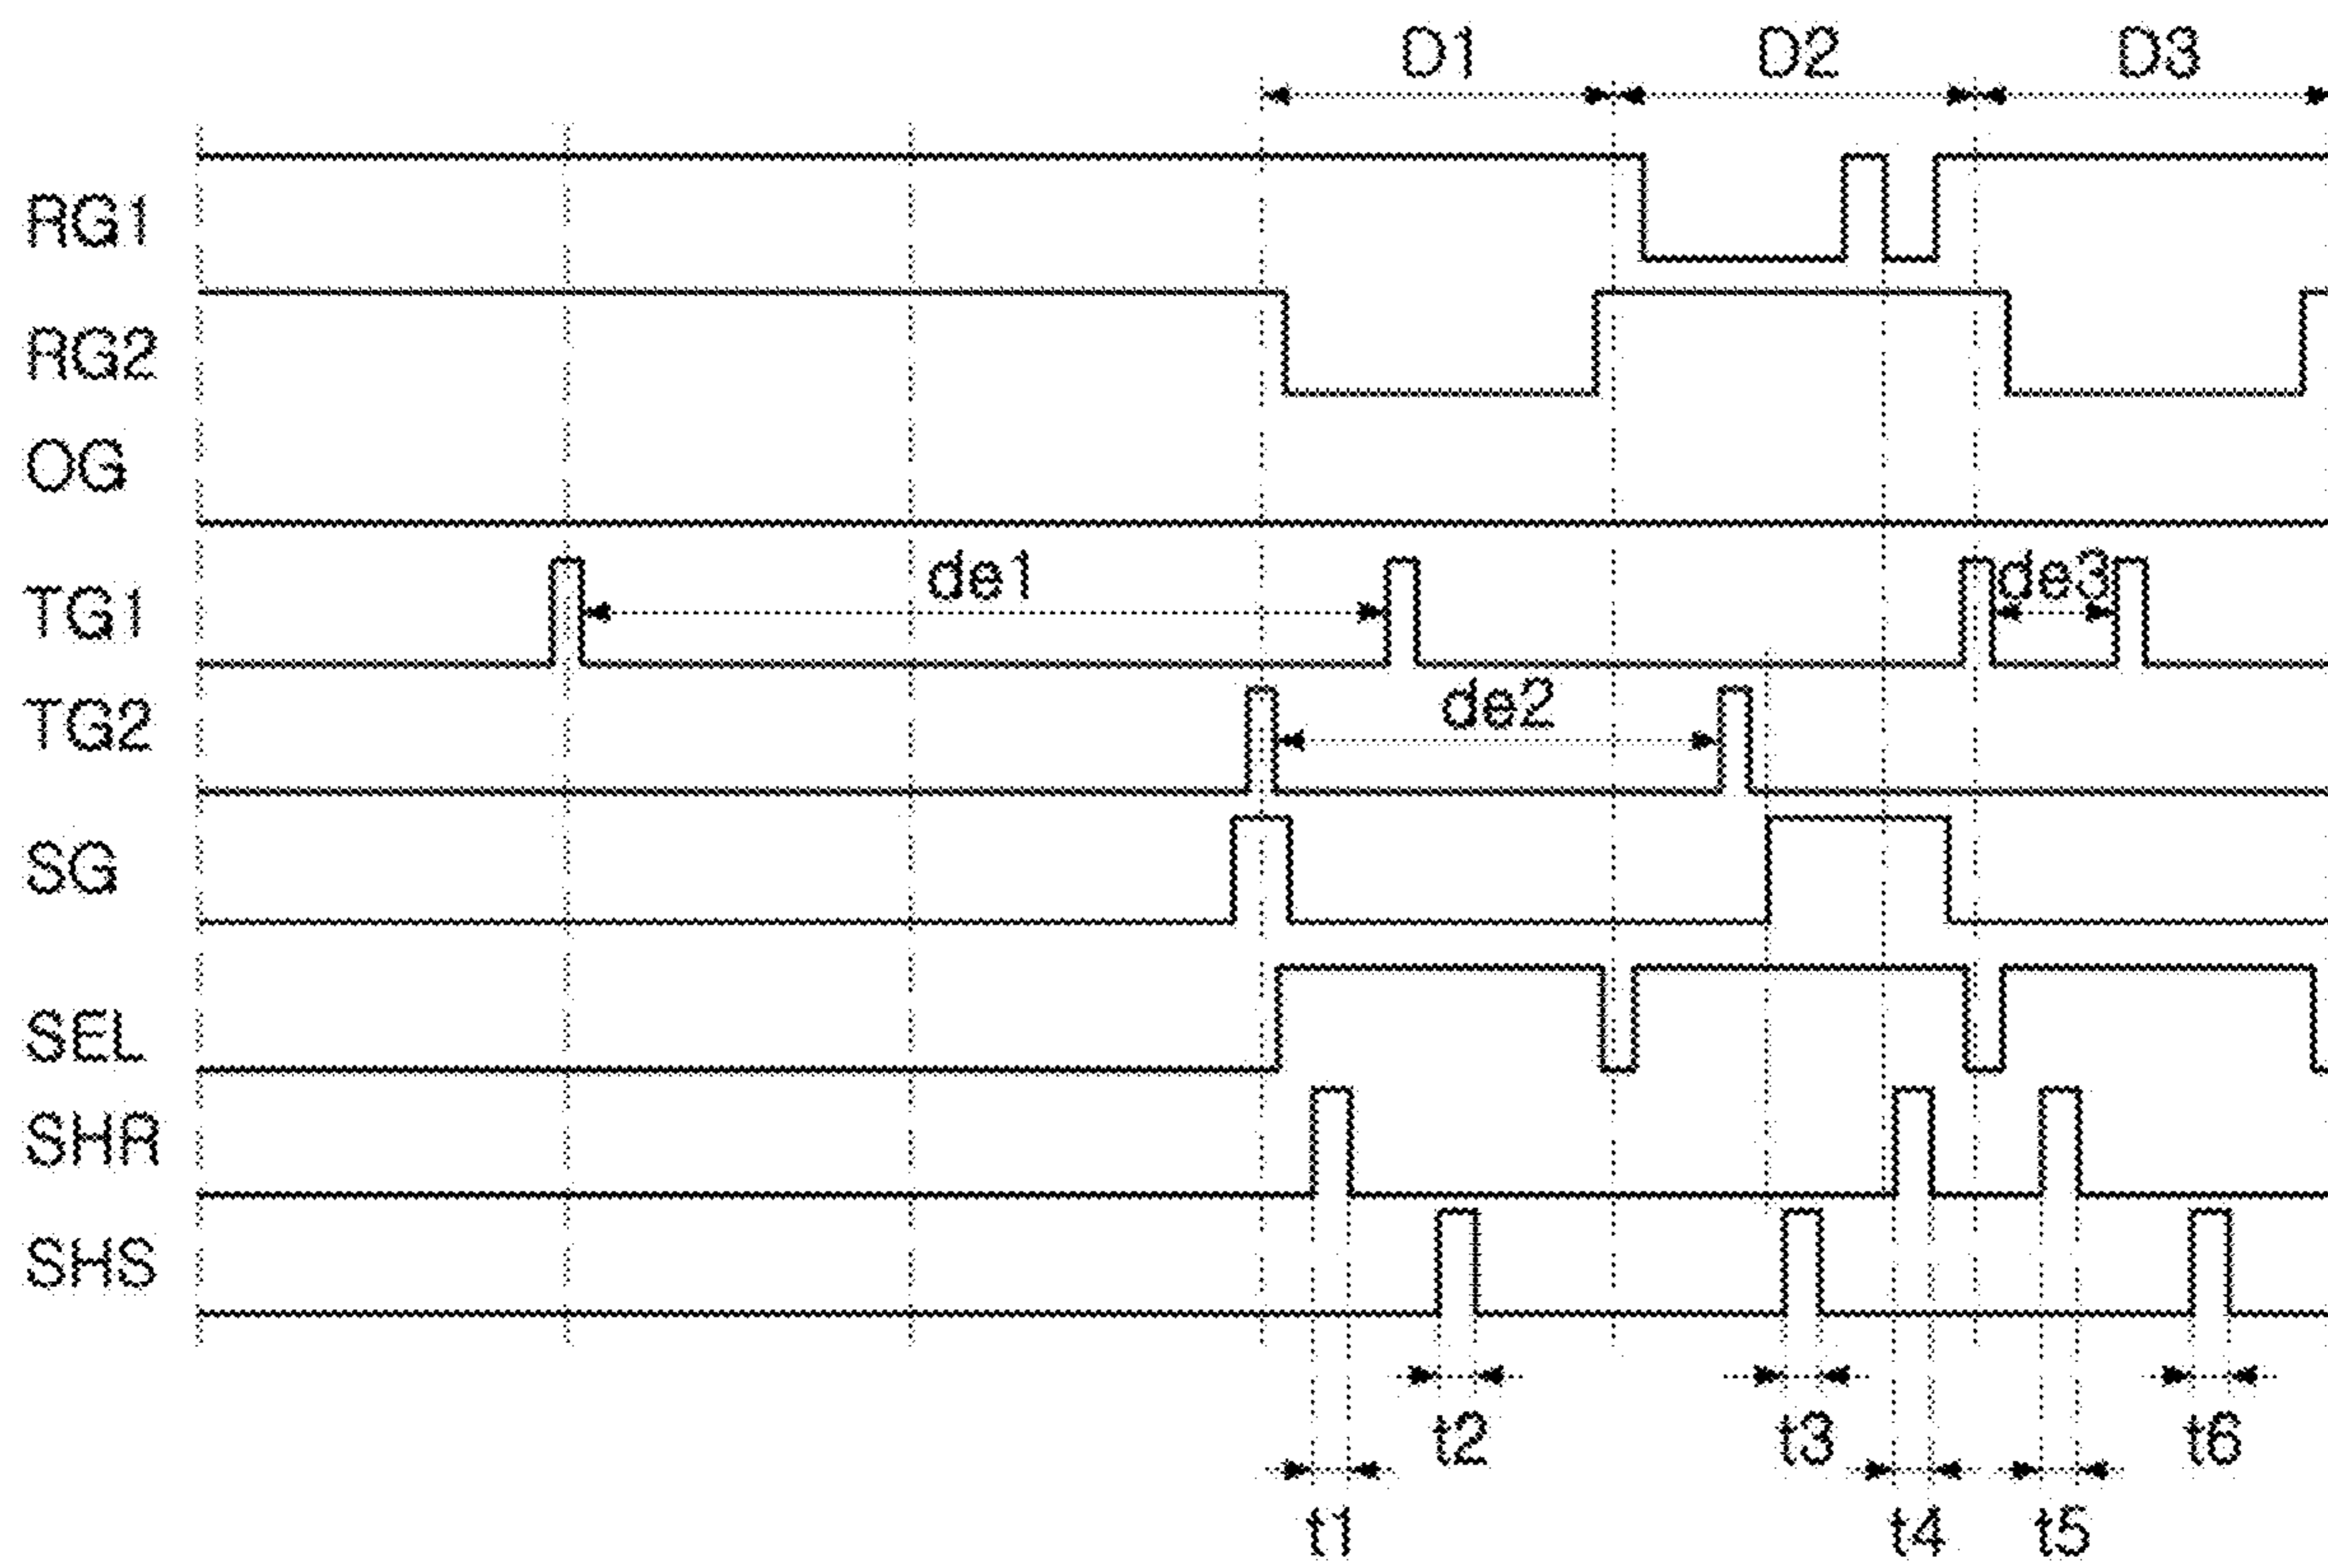 D1 D2 D3
RG1
RG2
OG
TG1 de1 de3
TG2 de2
SG
SEL
SHR
SHS
t2 t3 t6
t1 t4 t5